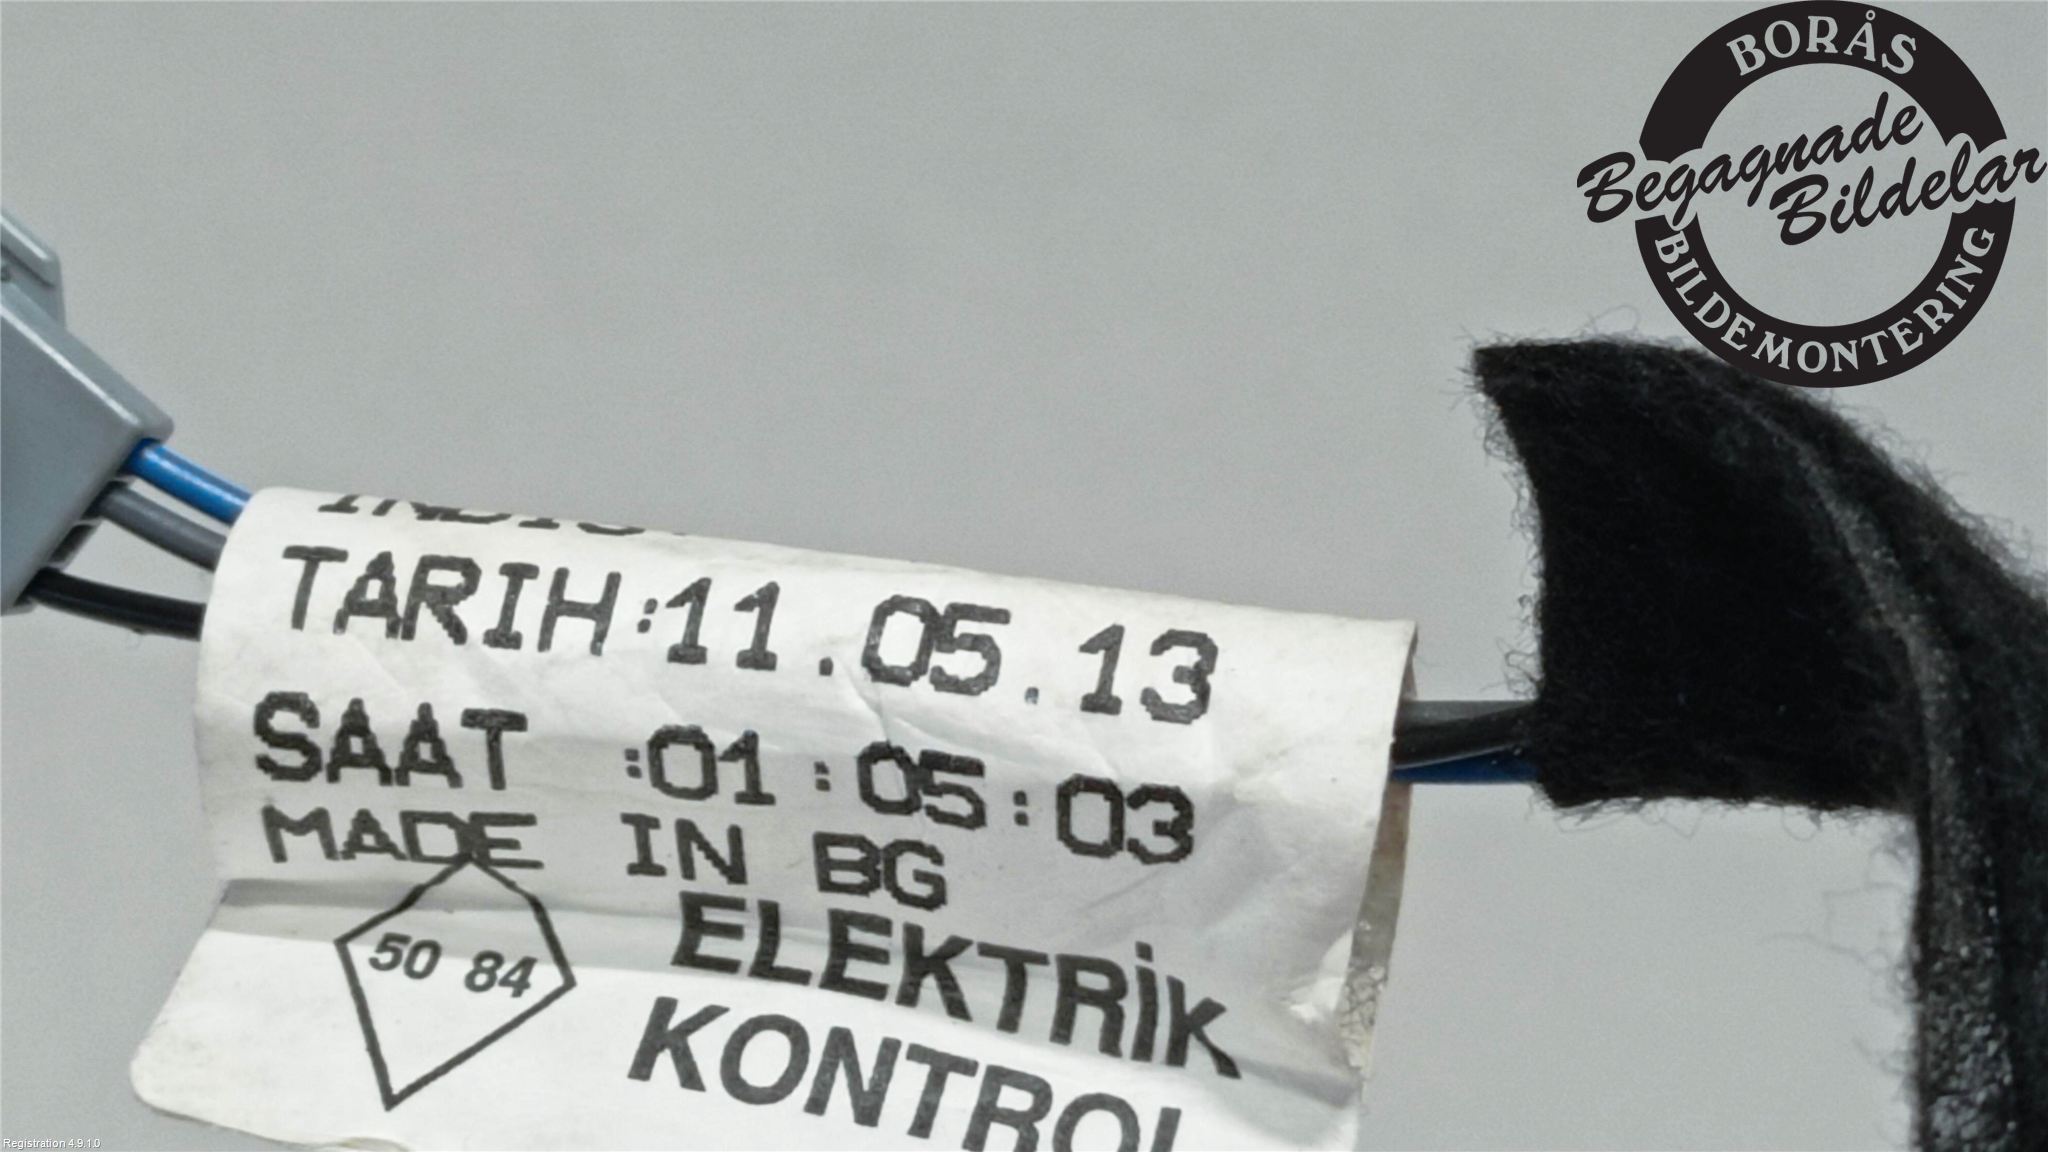 BORÅS
Begagnade
Bildelar
BILDEMONTERING
TARIH:11.05.13
SAAT :01:05:03
MADE IN BG
50 84
ELEKTRİK
KONTROL
Registration 4.9.1.0